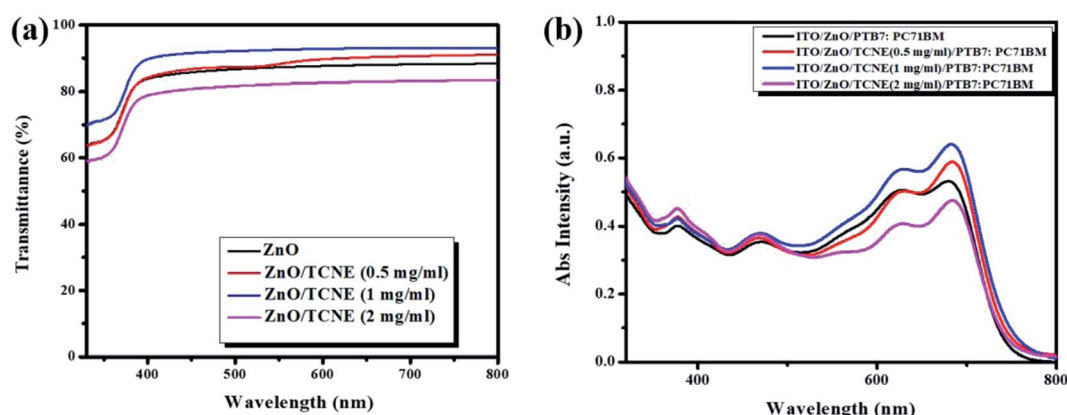 (a)
100
80
60
40
20
0
Transmittannce (%)
ZnO
ZnO/TCNE (0.5 mg/ml)
ZnO/TCNE (1 mg/ml)
ZnO/TCNE (2 mg/ml)
400 500 600 700 800
Wavelength (nm)
(b)
1.0
0.8
0.6
0.4
0.2
0.0
Abs Intensity (a.u.)
ITO/ZnO/PTB7: PC71BM
ITO/ZnO/TCNE(0.5 mg/ml)/PTB7: PC71BM
ITO/ZnO/TCNE(1 mg/ml)/PTB7:PC71BM
ITO/ZnO/TCNE(2 mg/ml)/PTB7:PC71BM
400 600 800
Wavelength (nm)